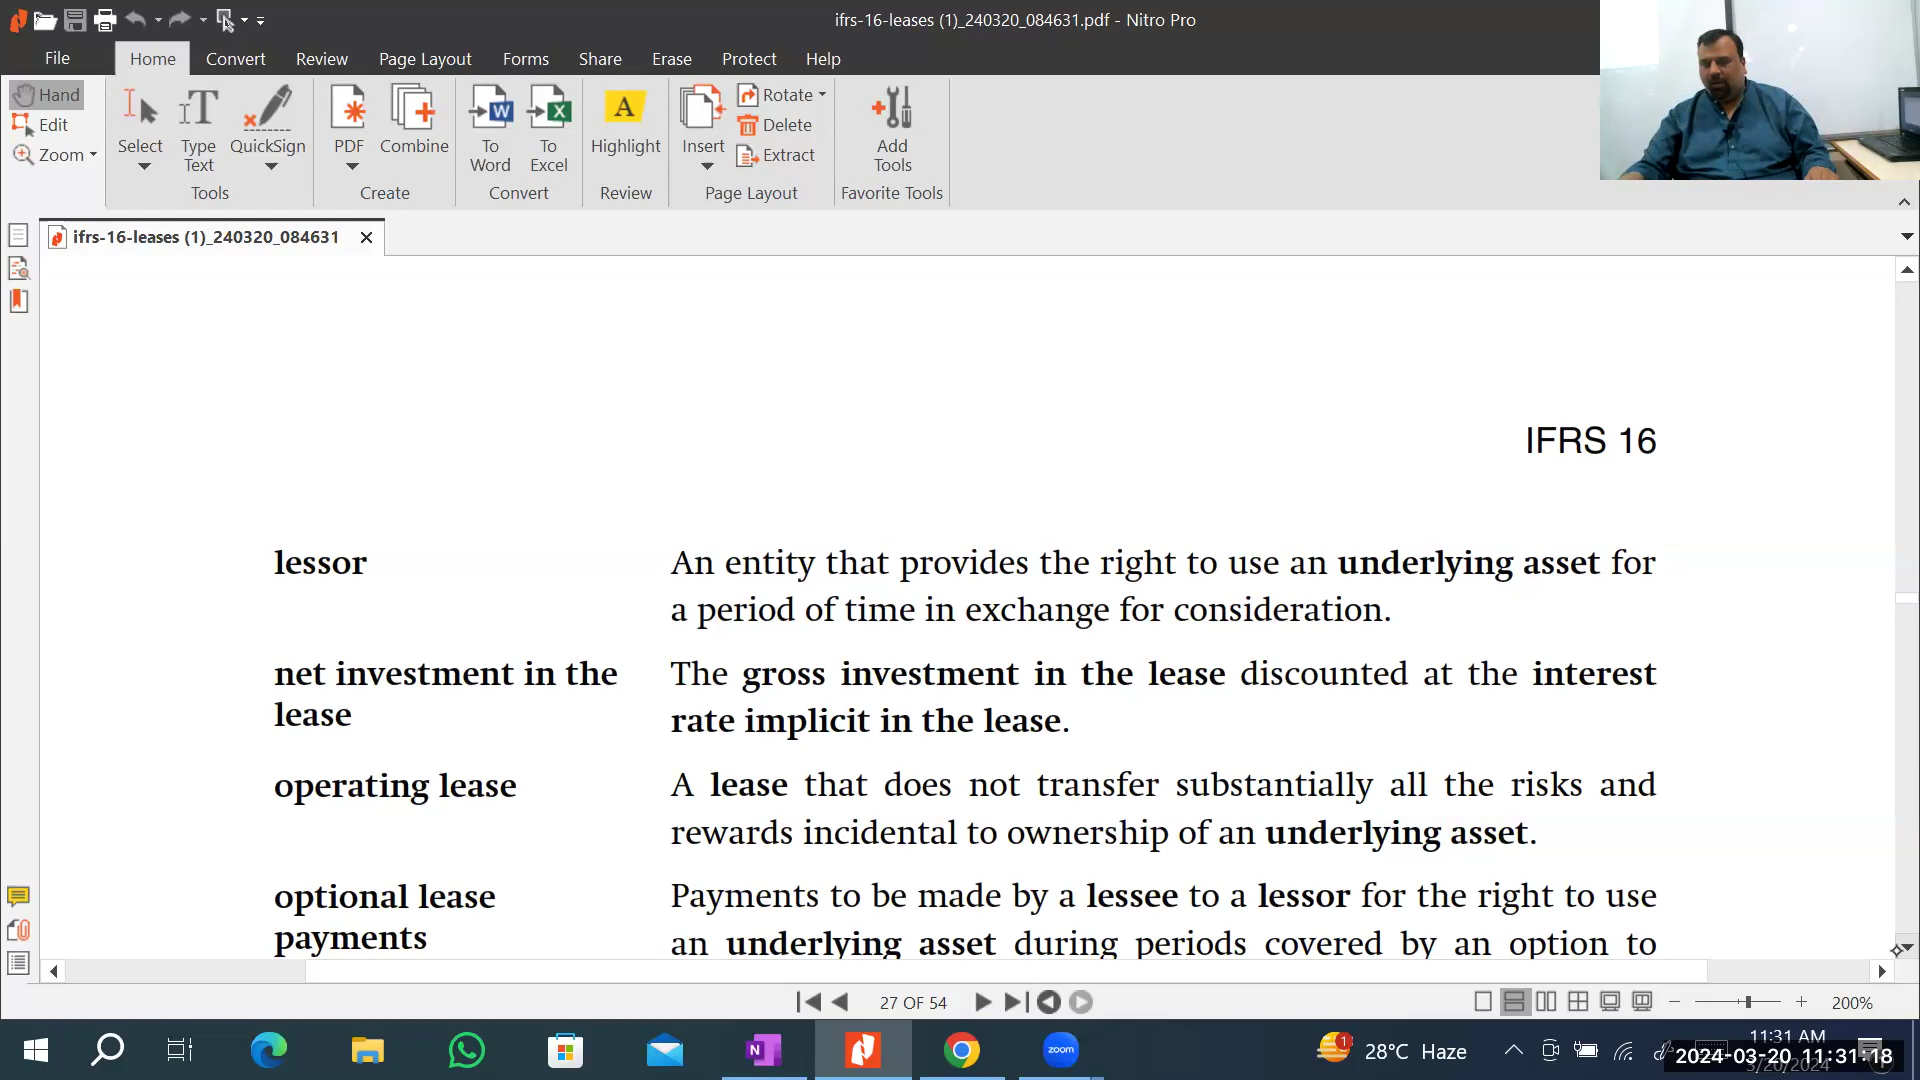 ifrs-16-leases (1)_240320_084631.pdf - Nitro Pro
File
Home
Convert
Review
Page Layout
Forms
Share
Erase
Protect
Help
Hand
Edit
Zoom
Select
Type
Text
QuickSign
Tools
PDF
Combine
Create
To
Word
To
Excel
Convert
Highlight
Review
Insert
Rotate
Delete
Extract
Page Layout
Add
Tools
Favorite Tools
ifrs-16-leases (1)_240320_084631
IFRS 16
lessor
An entity that provides the right to use an underlying asset for
a period of time in exchange for consideration.
net investment in the
lease
The gross investment in the lease discounted at the interest
rate implicit in the lease.
operating lease
A lease that does not transfer substantially all the risks and
rewards incidental to ownership of an underlying asset.
optional lease
payments
Payments to be made by a lessee to a lessor for the right to use
an underlying asset during periods covered by an option to
27 OF 54
200%
N
zoom
1
28°C Haze
11:31 AM
2024-03-20 11:31:18
3/20/2024